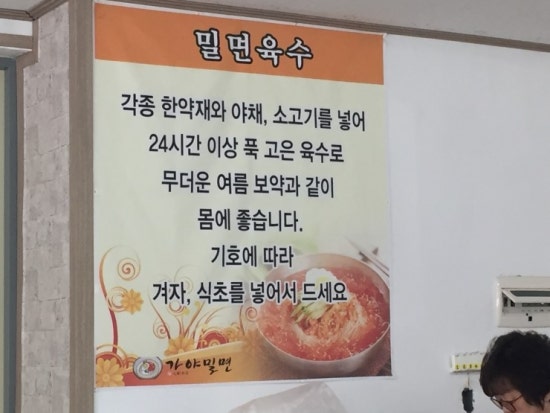 밀면육수
각종 한약재와 야채, 소고기를 넣어
24시간 이상 푹 고은 육수로
무더운 여름 보약과 같이
몸에 좋습니다.
기호에 따라
겨자, 식초를 넣어서 드세요
가야밀면